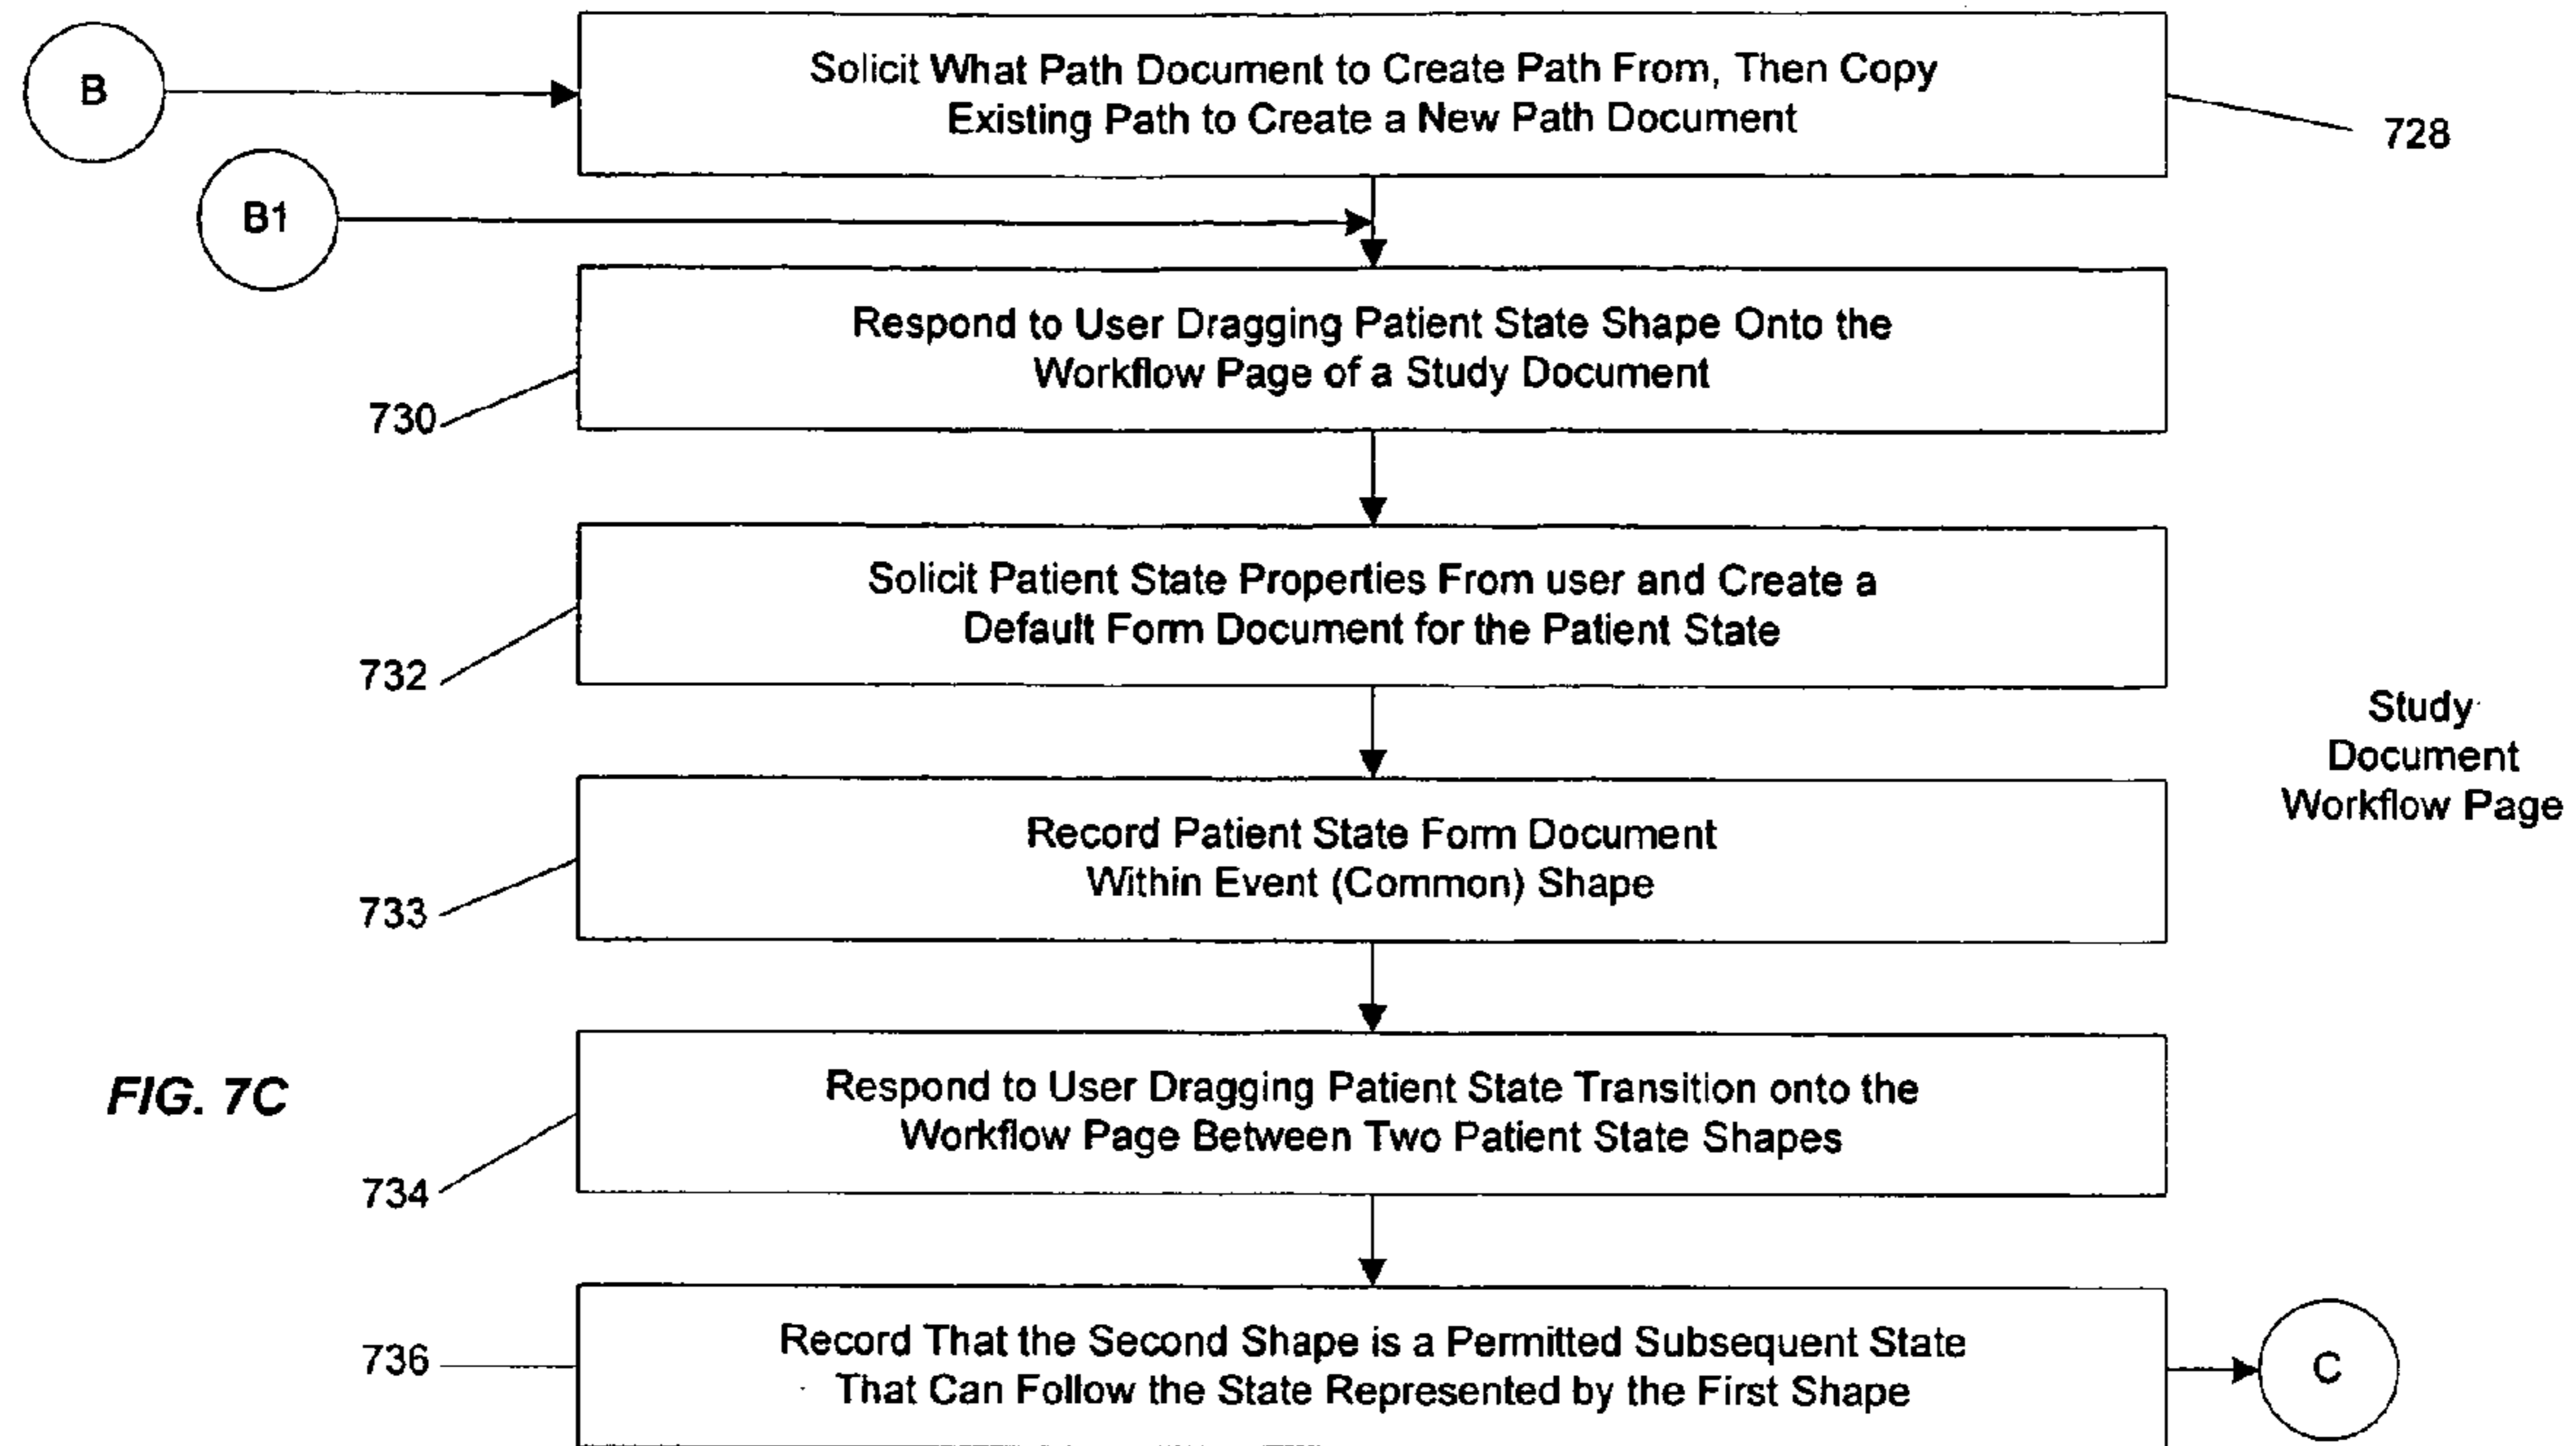 B
Solicit What Path Document to Create Path From, Then Copy
Existing Path to Create a New Path Document
728
B1
Respond to User Dragging Patient State Shape Onto the
Workflow Page of a Study Document
730
Solicit Patient State Properties From user and Create a
Default Form Document for the Patient State
732
Study
Document
Workflow Page
Record Patient State Form Document
Within Event (Common) Shape
733
FIG. 7C
Respond to User Dragging Patient State Transition onto the
Workflow Page Between Two Patient State Shapes
734
Record That the Second Shape is a Permitted Subsequent State
That Can Follow the State Represented by the First Shape
736
C